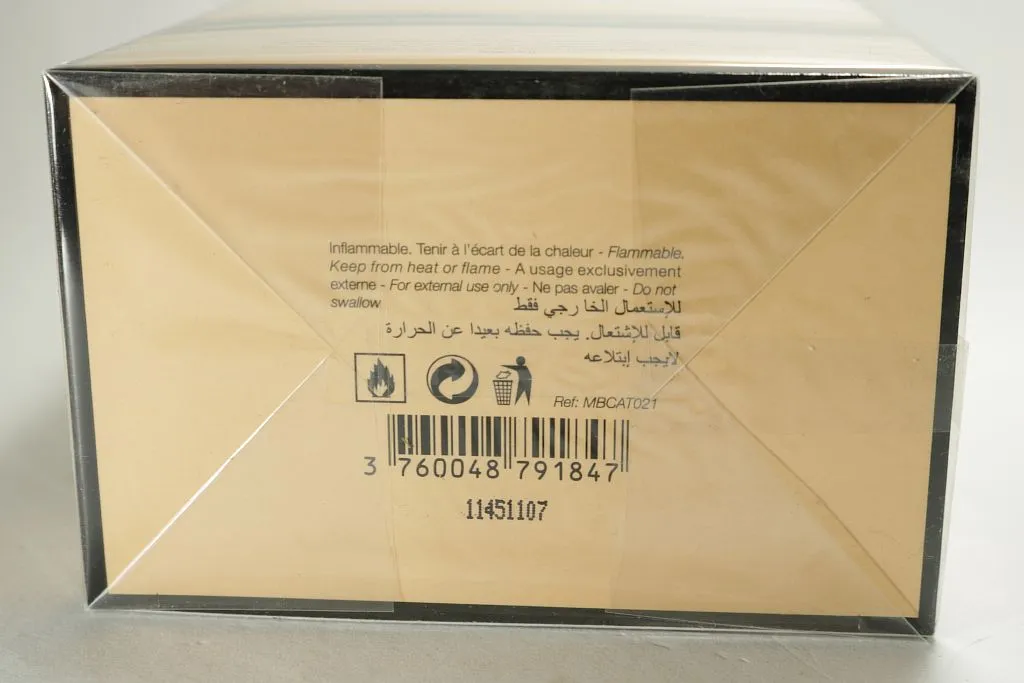 Inflammable. Tenir à l'écart de la chaleur - Flammable.
Keep from heat or flame - A usage exclusivement
externe - For external use only - Ne pas avaler - Do not
swallow
للإستعمال الخارجي فقط
قابل للإشتعال. يجب حفظه بعيدا عن الحرارة
لايجب إبتلاعه
Ref: MBCAT021
3 760048 791847
11451107